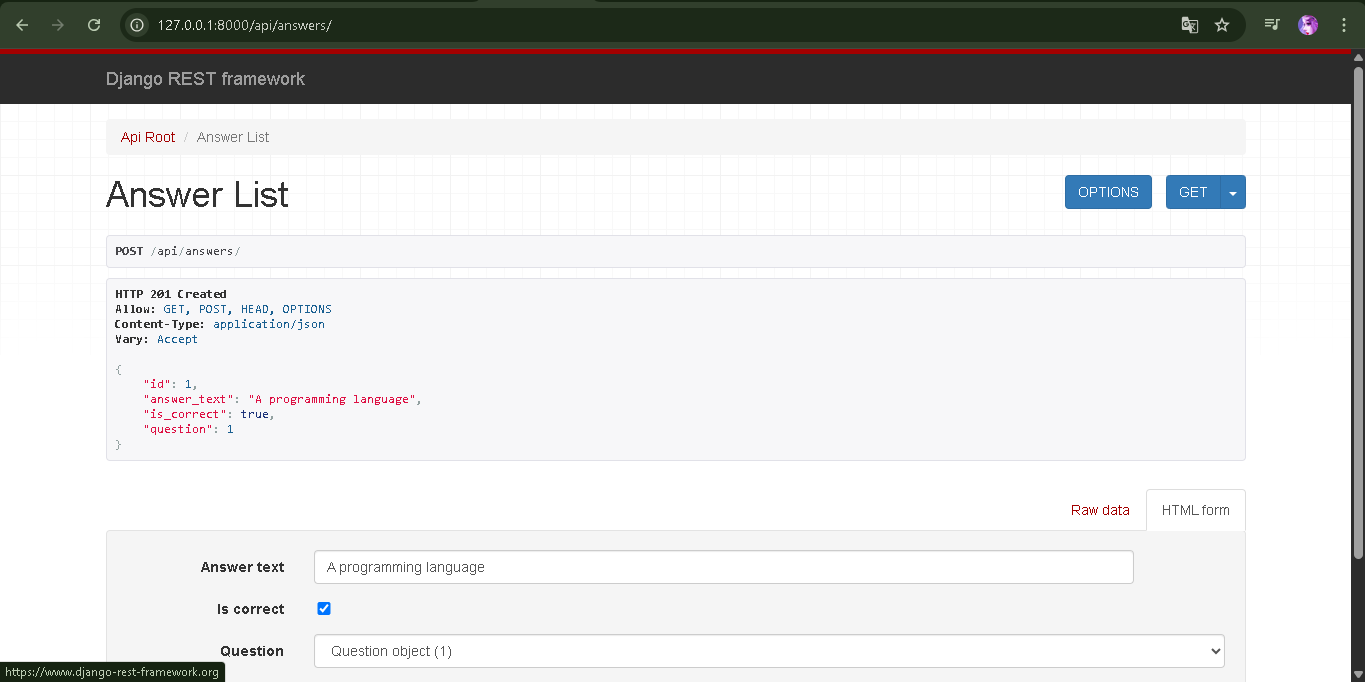 127.0.0.1:8000/api/answers/
Django REST framework
Api Root / Answer List
Answer List
OPTIONS
GET
POST /api/answers/
HTTP 201 Created
Allow: GET, POST, HEAD, OPTIONS
Content-Type: application/json
Vary: Accept
{
    "id": 1,
    "answer_text": "A programming language",
    "is_correct": true,
    "question": 1
}
Raw data
HTML form
Answer text
A programming language
Is correct
Question
Question object (1)
https://www.django-rest-framework.org